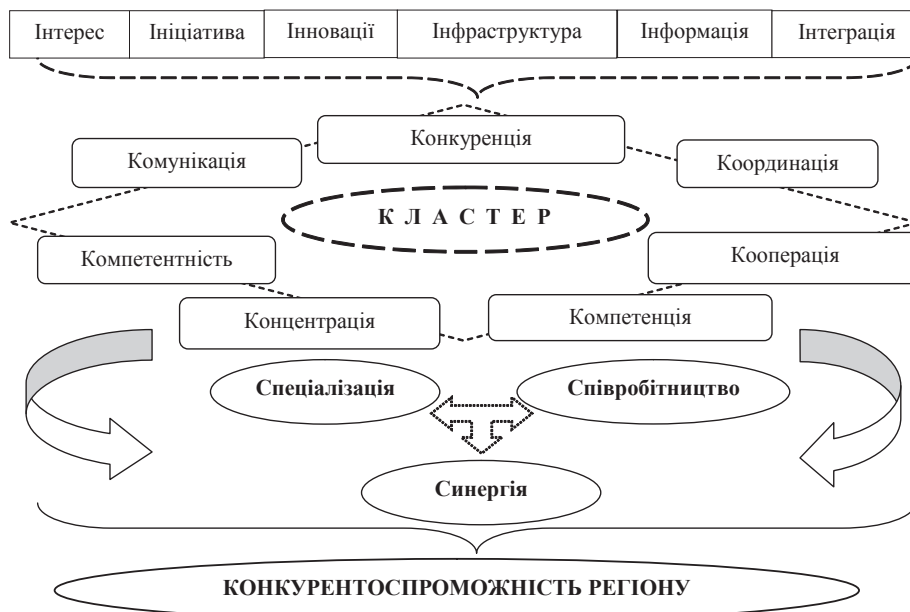 Інтерес Ініціатива Інновації Інфраструктура Інформація Інтеграція
Конкуренція
Комунікація Координація
К Л А С Т Е Р
Компетентність Кооперація
Концентрація Компетенція
Спеціалізація Співробітництво
Синергія
КОНКУРЕНТОСПРОМОЖНІСТЬ РЕГІОНУ